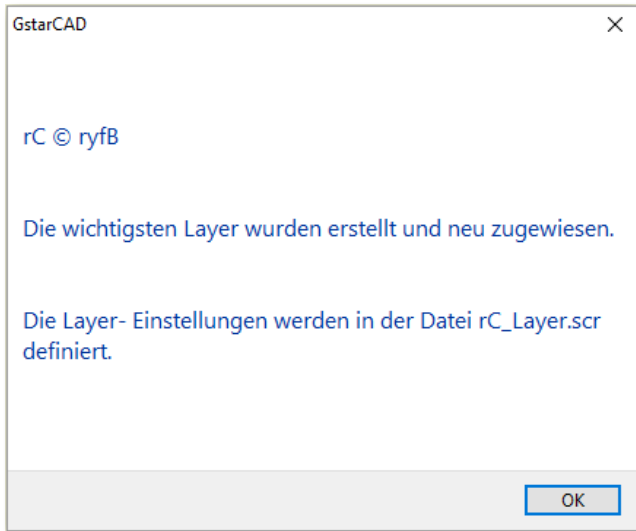 GstarCAD
rC © ryfB
Die wichtigsten Layer wurden erstellt und neu zugewiesen.
Die Layer- Einstellungen werden in der Datei rC_Layer.scr
definiert.
OK